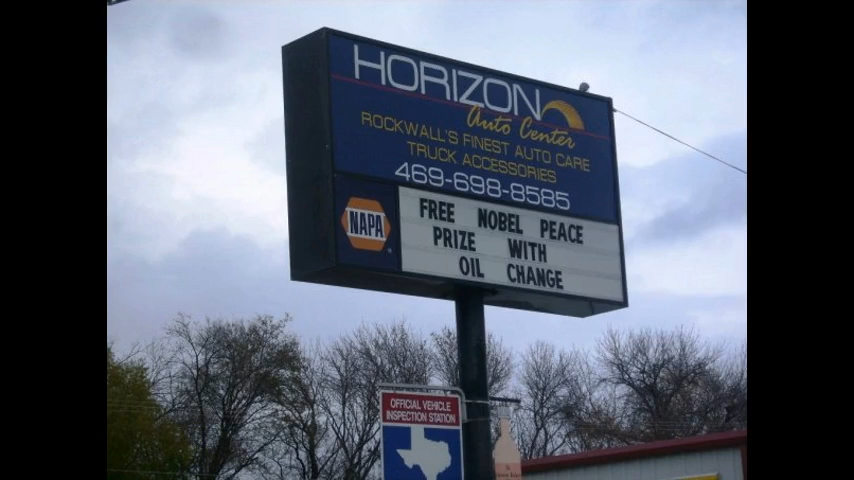 HORIZON
Auto Center
ROCKWALL'S FINEST AUTO CARE
TRUCK ACCESSORIES
469-698-8585
NAPA
FREE NOBEL PEACE
PRIZE WITH
OIL CHANGE
OFFICIAL VEHICLE
INSPECTION STATION